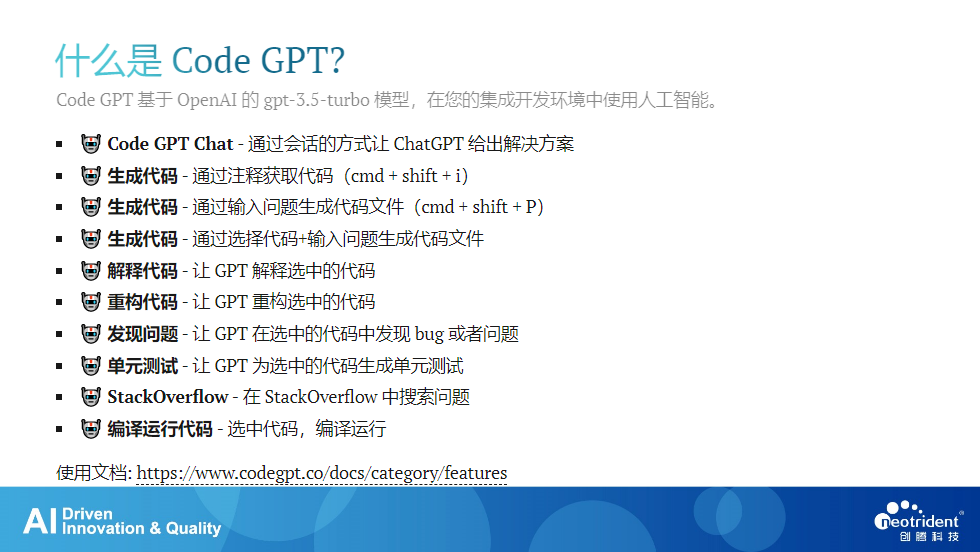 什么是 Code GPT?
Code GPT 基于 OpenAI 的 gpt-3.5-turbo 模型，在您的集成开发环境中使用人工智能。
Code GPT Chat - 通过会话的方式让 ChatGPT 给出解决方案
生成代码 - 通过注释获取代码（cmd + shift + i）
生成代码 - 通过输入问题生成代码文件（cmd + shift + P）
生成代码 - 通过选择代码+输入问题生成代码文件
解释代码 - 让 GPT 解释选中的代码
重构代码 - 让 GPT 重构选中的代码
发现问题 - 让 GPT 在选中的代码中发现 bug 或者问题
单元测试 - 让 GPT 为选中的代码生成单元测试
StackOverflow - 在 StackOverflow 中搜索问题
编译运行代码 - 选中代码，编译运行
使用文档: https://www.codegpt.co/docs/category/features
AI Driven
Innovation & Quality
neotrident®
创腾科技